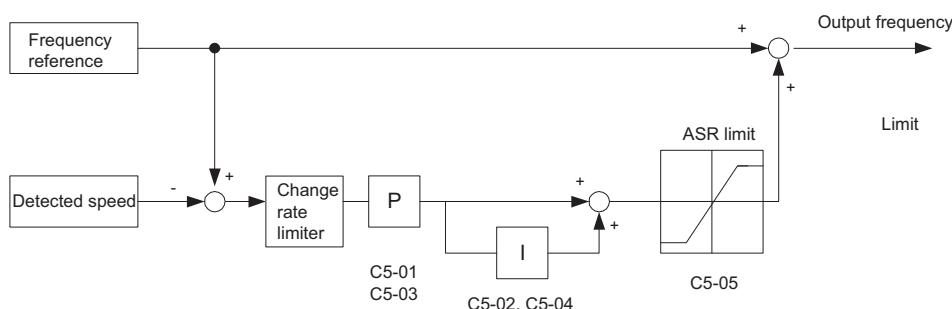 Frequency
reference
+
Output frequency
+
Limit
ASR limit
Detected speed
-
+
Change
rate
limiter
P
+
+
I
C5-01
C5-03
C5-02, C5-04
C5-05